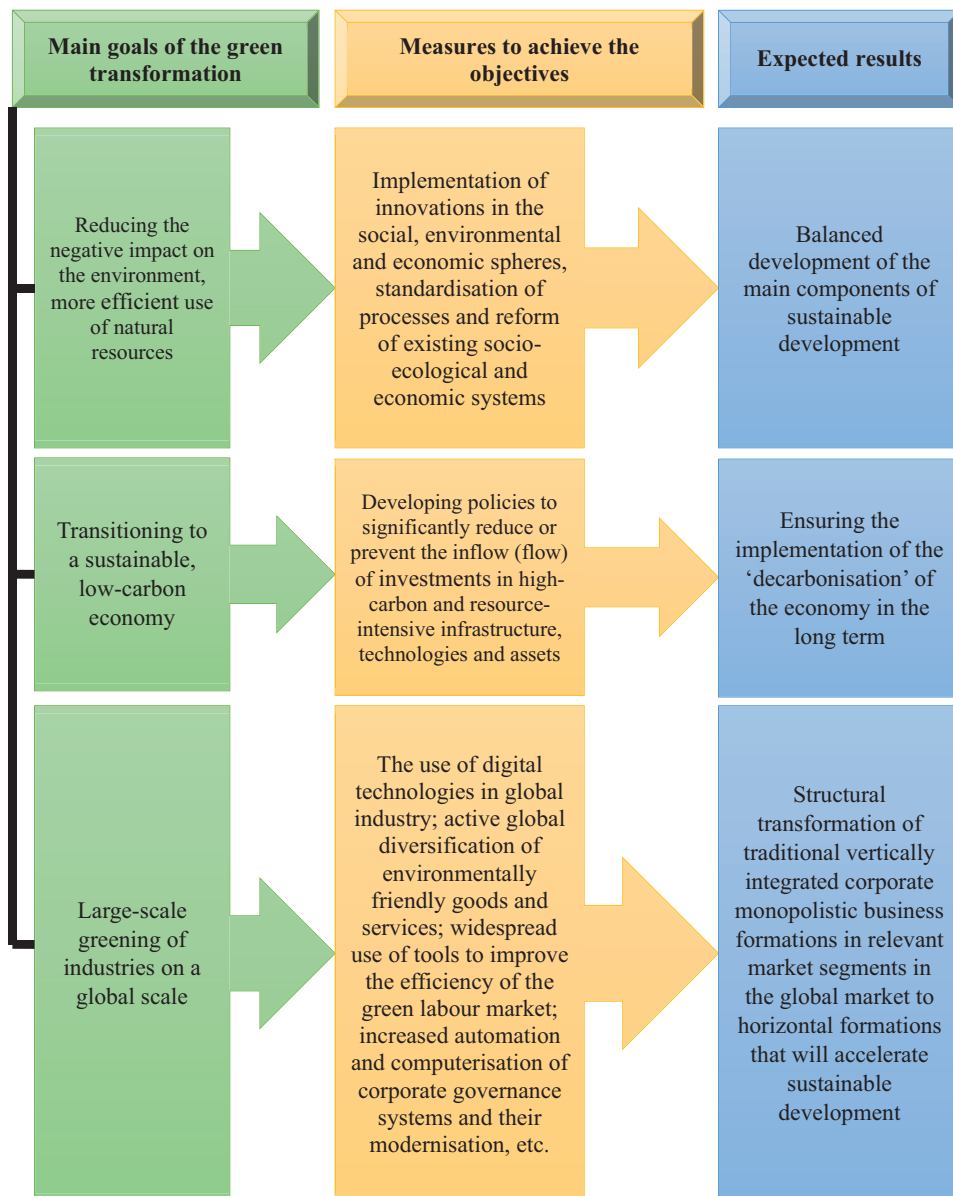 Main goals of the green
transformation
Measures to achieve the
objectives
Expected results
Reducing the
negative impact on
the environment,
more efficient use
of natural
resources
Implementation of
innovations in the
social, environmental
and economic spheres,
standardisation of
processes and reform
of existing socio-
ecological and
economic systems
Balanced
development of the
main components of
sustainable
development
Transitioning to
a sustainable,
low-carbon
economy
Developing policies to
significantly reduce or
prevent the inflow (flow)
of investments in high-
carbon and resource-
intensive infrastructure,
technologies and assets
Ensuring the
implementation of the
‘decarbonisation’ of
the economy in the
long term
Large-scale
greening of
industries on a
global scale
The use of digital
technologies in global
industry; active global
diversification of
environmentally
friendly goods and
services; widespread
use of tools to improve
the efficiency of the
green labour market;
increased automation
and computerisation of
corporate governance
systems and their
modernisation, etc.
Structural
transformation of
traditional vertically
integrated corporate
monopolistic business
formations in relevant
market segments in
the global market to
horizontal formations
that will accelerate
sustainable
development